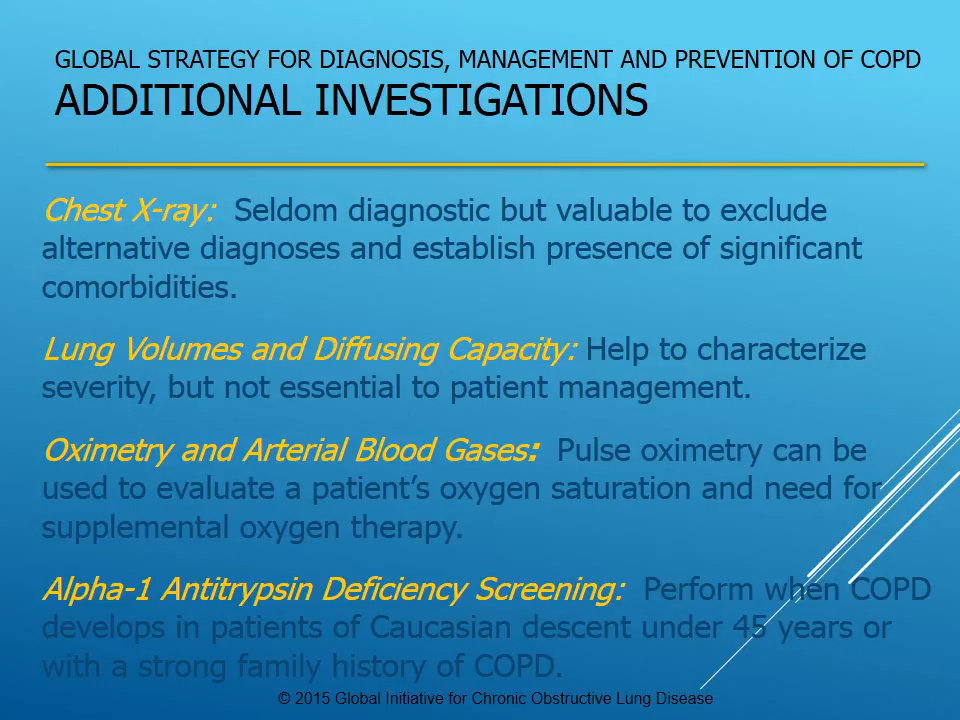 GLOBAL STRATEGY FOR DIAGNOSIS, MANAGEMENT AND PREVENTION OF COPD
ADDITIONAL INVESTIGATIONS
Chest X-ray: Seldom diagnostic but valuable to exclude
alternative diagnoses and establish presence of significant
comorbidities.
Lung Volumes and Diffusing Capacity: Help to characterize
severity, but not essential to patient management.
Oximetry and Arterial Blood Gases: Pulse oximetry can be
used to evaluate a patient’s oxygen saturation and need for
supplemental oxygen therapy.
Alpha-1 Antitrypsin Deficiency Screening: Perform when COPD
develops in patients of Caucasian descent under 45 years or
with a strong family history of COPD.
© 2015 Global Initiative for Chronic Obstructive Lung Disease